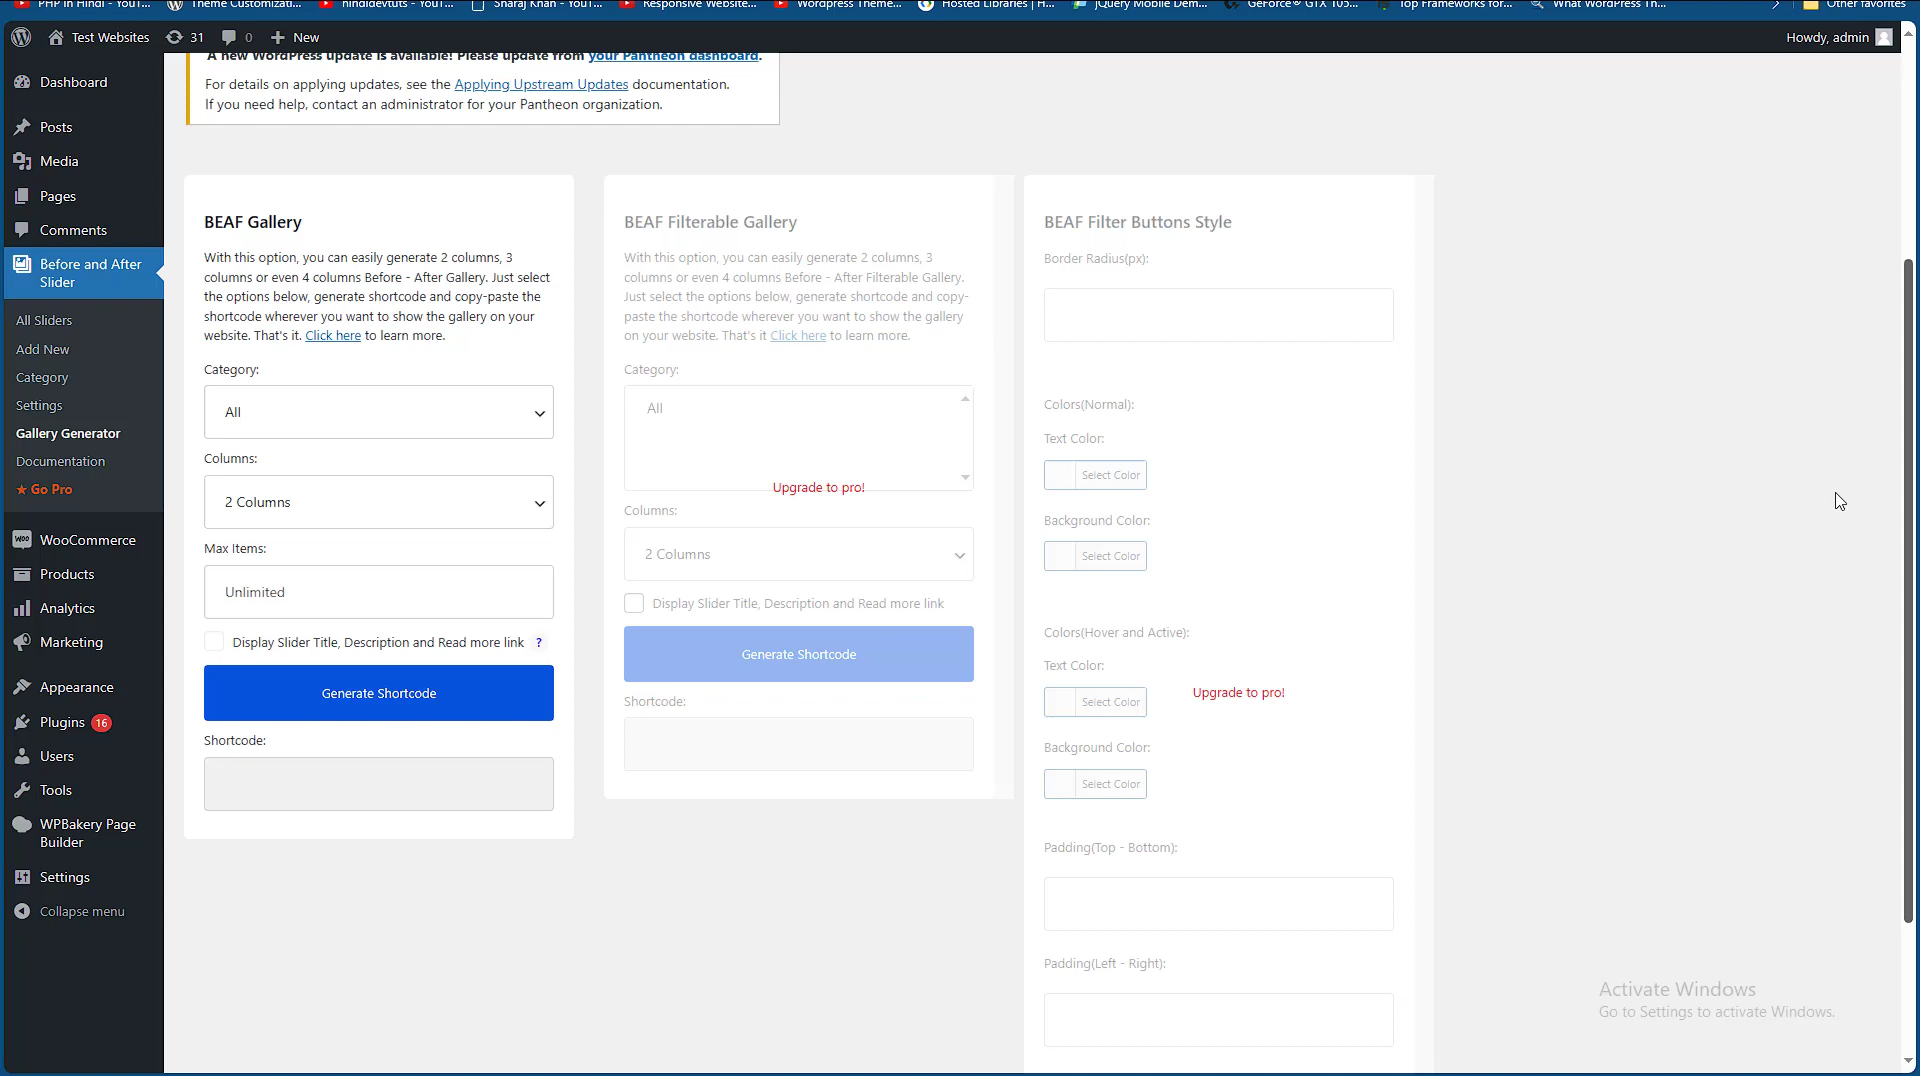 PHP in Hindi - YouT...
Theme Customizati...
hindidevtuts - YouT...
Sharaj Khan - YouT...
Responsive Website...
Wordpress Theme...
Hosted Libraries | H...
jQuery Mobile Dem...
GeForce® GTX 105...
Top Frameworks for...
What WordPress Th...
Other favorites
Test Websites
31
0
New
Howdy, admin
A new WordPress update is available! Please update from your Pantheon dashboard.
For details on applying updates, see the Applying Upstream Updates documentation.
If you need help, contact an administrator for your Pantheon organization.
Dashboard
Posts
Media
Pages
Comments
Before and After
Slider
All Sliders
Add New
Category
Settings
Gallery Generator
Documentation
★ Go Pro
WooCommerce
Products
Analytics
Marketing
Appearance
Plugins 16
Users
Tools
WPBakery Page
Builder
Settings
Collapse menu
BEAF Gallery
With this option, you can easily generate 2 columns, 3
columns or even 4 columns Before - After Gallery. Just select
the options below, generate shortcode and copy-paste the
shortcode wherever you want to show the gallery on your
website. That's it. Click here to learn more.
Category:
All
Columns:
2 Columns
Max Items:
Unlimited
Display Slider Title, Description and Read more link ?
Generate Shortcode
Shortcode:
BEAF Filterable Gallery
With this option, you can easily generate 2 columns, 3
columns or even 4 columns Before - After Filterable Gallery.
Just select the options below, generate shortcode and copy-
paste the shortcode wherever you want to show the gallery
on your website. That's it Click here to learn more.
Category:
All
Upgrade to pro!
Columns:
2 Columns
Display Slider Title, Description and Read more link
Generate Shortcode
Shortcode:
BEAF Filter Buttons Style
Border Radius(px):
Colors(Normal):
Text Color:
Select Color
Background Color:
Select Color
Colors(Hover and Active):
Text Color:
Select Color
Upgrade to pro!
Background Color:
Select Color
Padding(Top - Bottom):
Padding(Left - Right):
Activate Windows
Go to Settings to activate Windows.